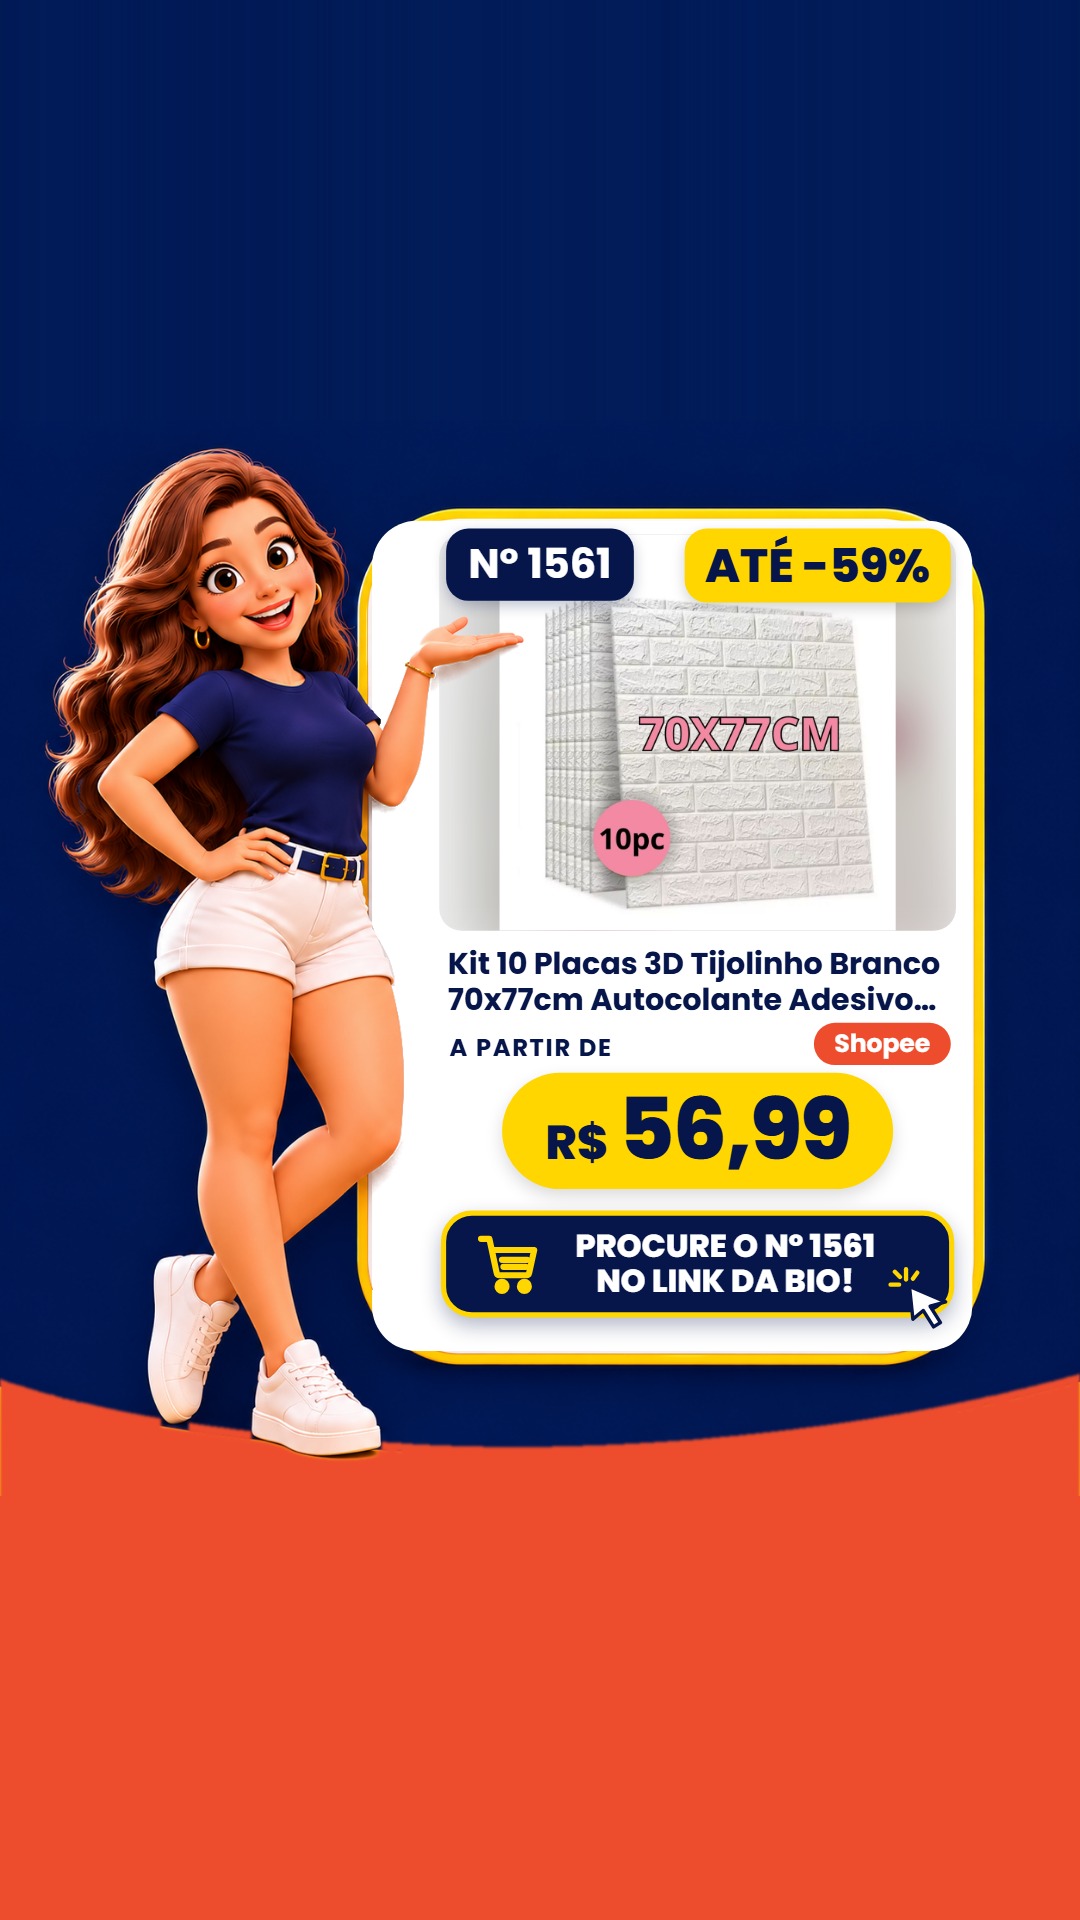 Nº 1561
ATÉ -59%
70X77CM
10pc
Kit 10 Placas 3D Tijolinho Branco
70x77cm Autocolante Adesivo...
A PARTIR DE
Shopee
R$ 56,99
PROCURE O Nº 1561
NO LINK DA BIO!